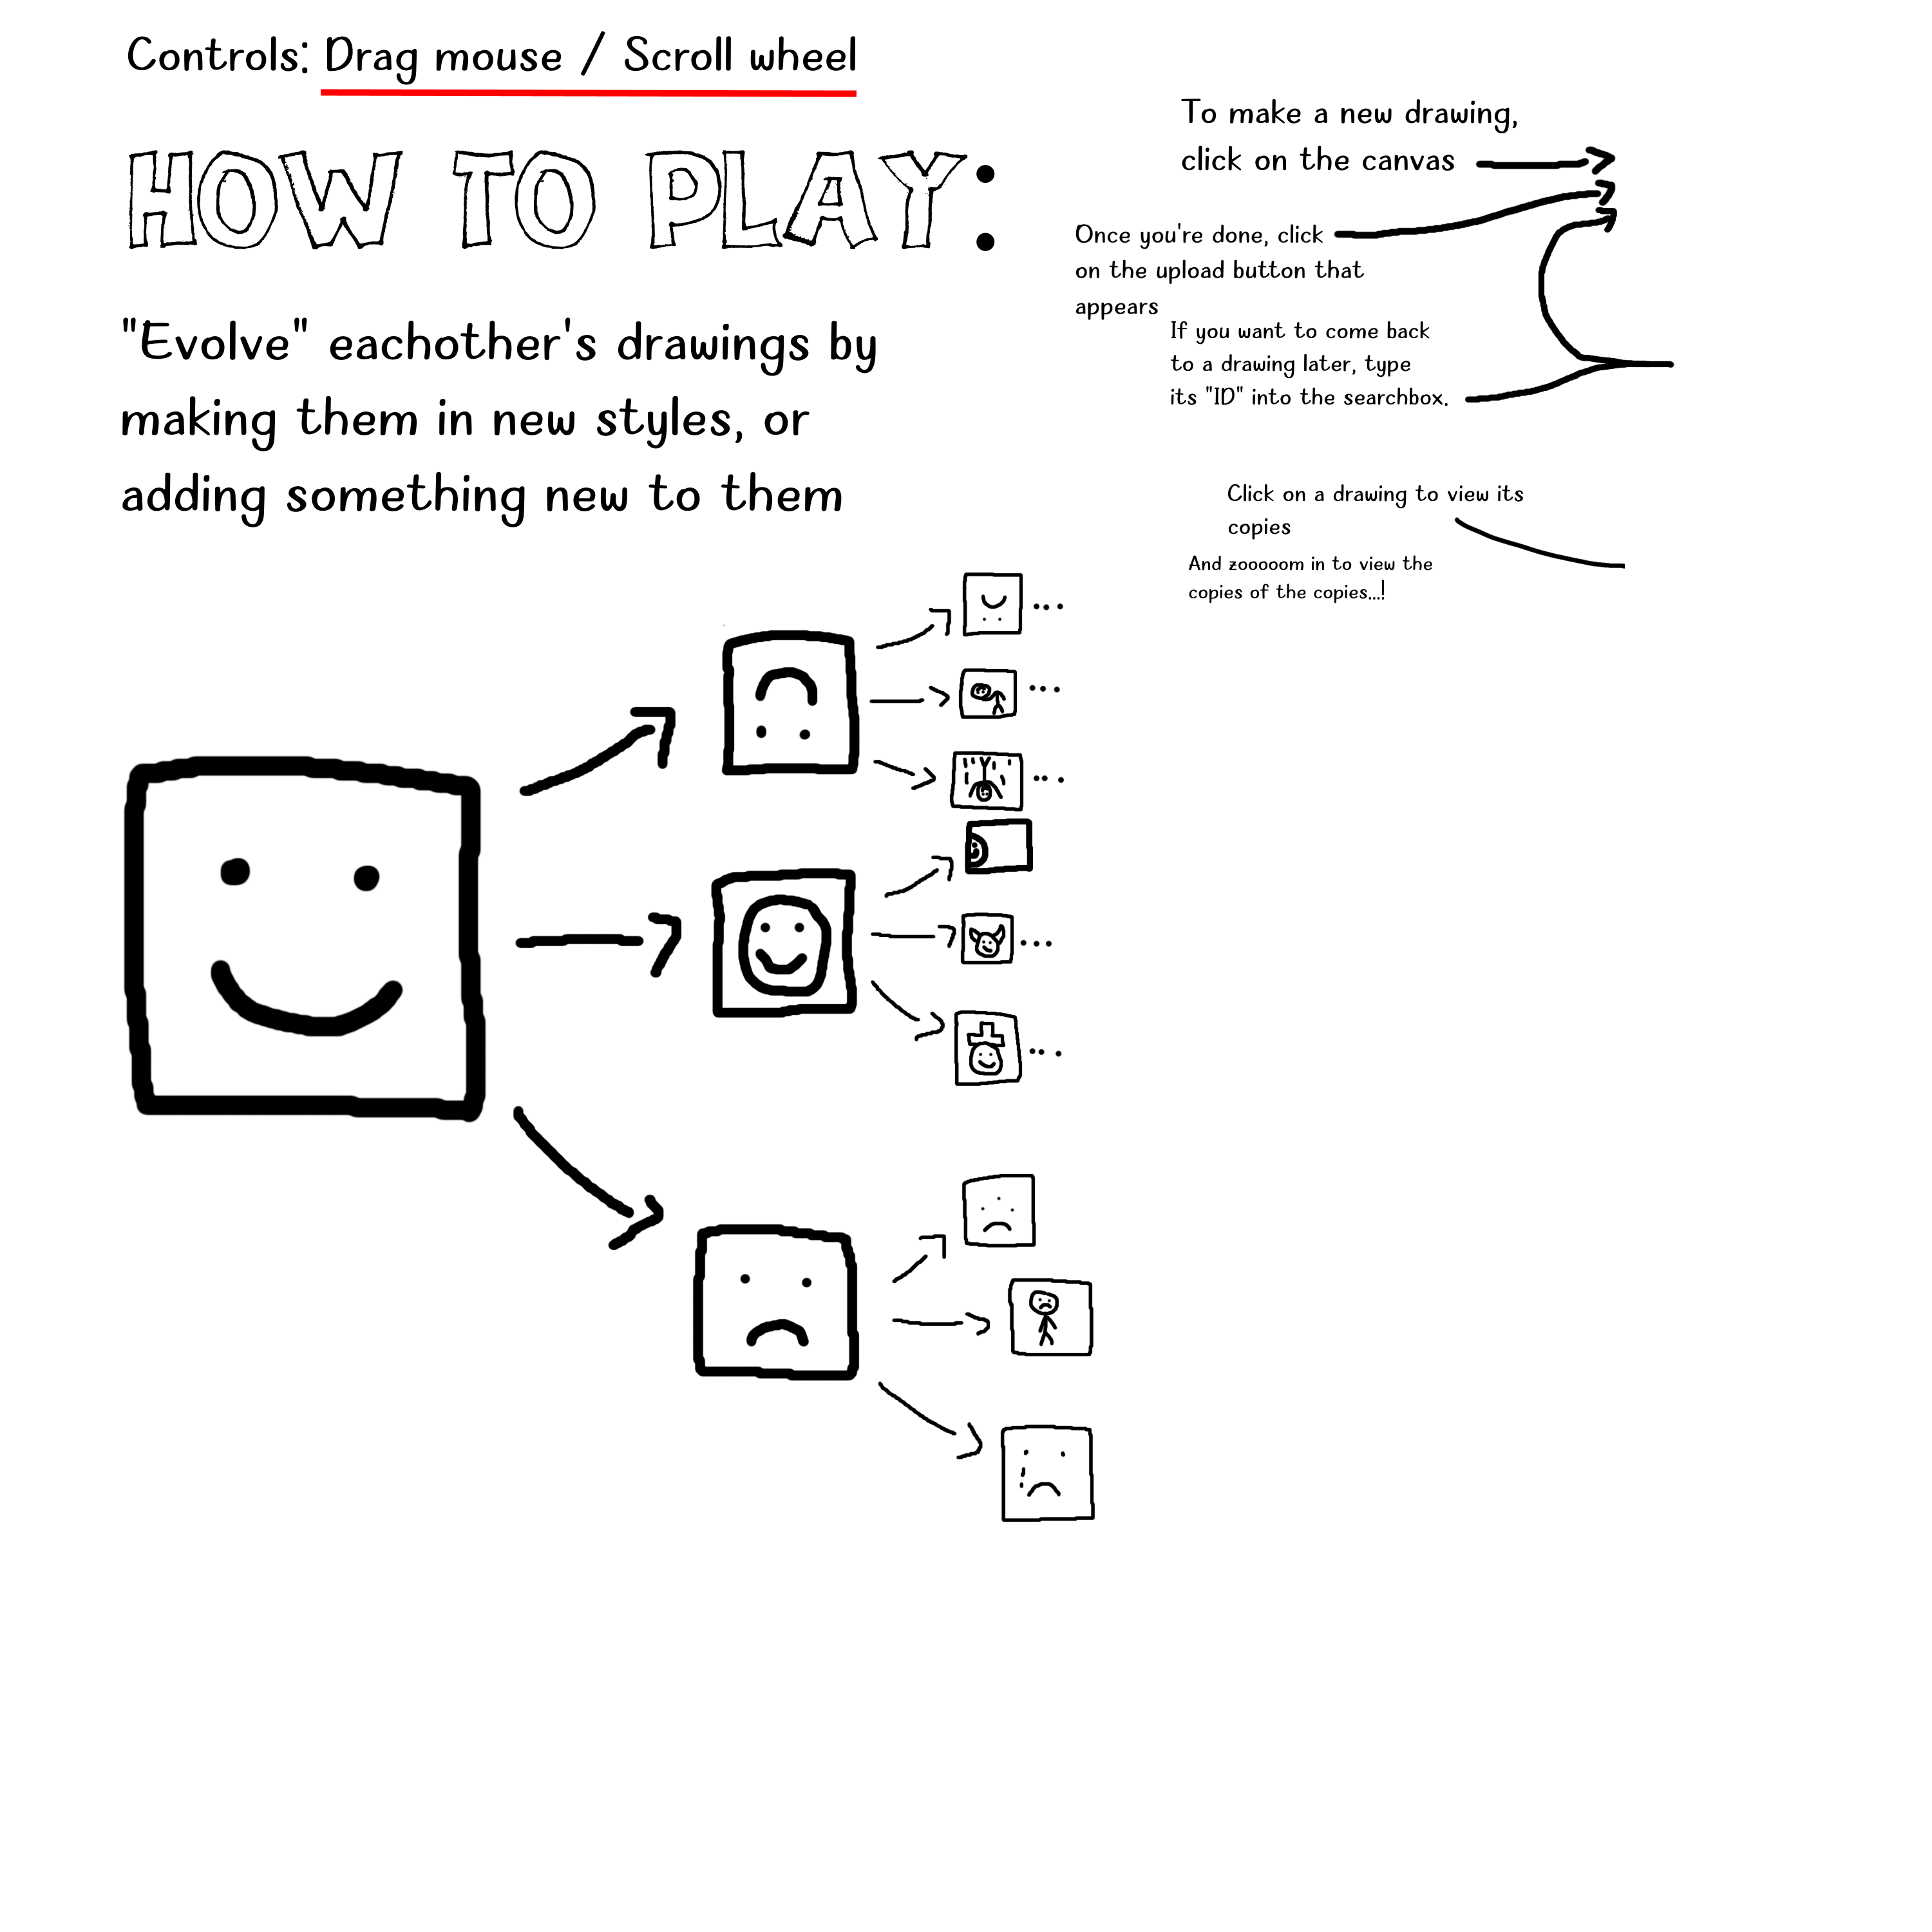 Controls: Drag mouse / Scroll wheel
HOW TO PLAY:
"Evolve" eachother's drawings by
making them in new styles, or
adding something new to them
To make a new drawing,
click on the canvas
Once you're done, click
on the upload button that
appears
If you want to come back
to a drawing later, type
its "ID" into the searchbox.
Click on a drawing to view its
copies
And zooooom in to view the
copies of the copies...!